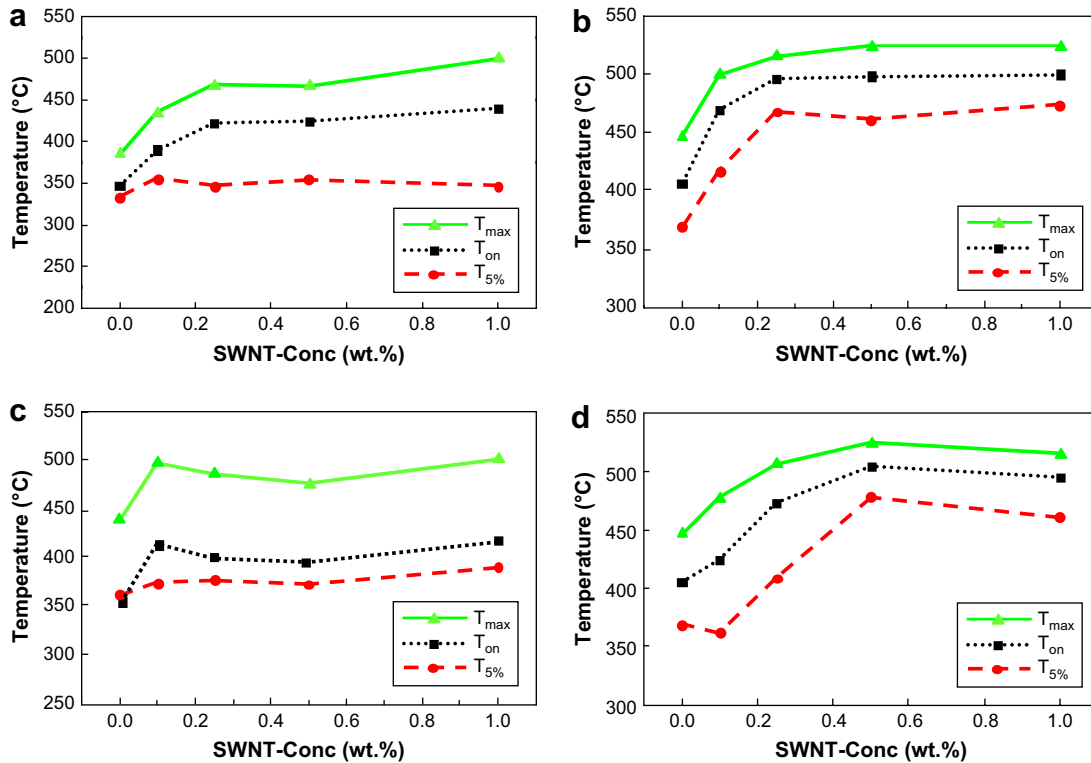 a
550
500
450
400
350
300
250
200
Temperature (°C)
T_max
T_on
T_5%
0.0 0.2 0.4 0.6 0.8 1.0
SWNT-Conc (wt.%)
b
550
500
450
400
350
300
Temperature (°C)
T_max
T_on
T_5%
0.0 0.2 0.4 0.6 0.8 1.0
SWNT-Conc (wt.%)
c
550
500
450
400
350
300
250
Temperature (°C)
T_max
T_on
T_5%
0.0 0.2 0.4 0.6 0.8 1.0
SWNT-Conc (wt.%)
d
550
500
450
400
350
300
Temperature (°C)
T_max
T_on
T_5%
0.0 0.2 0.4 0.6 0.8 1.0
SWNT-Conc (wt.%)